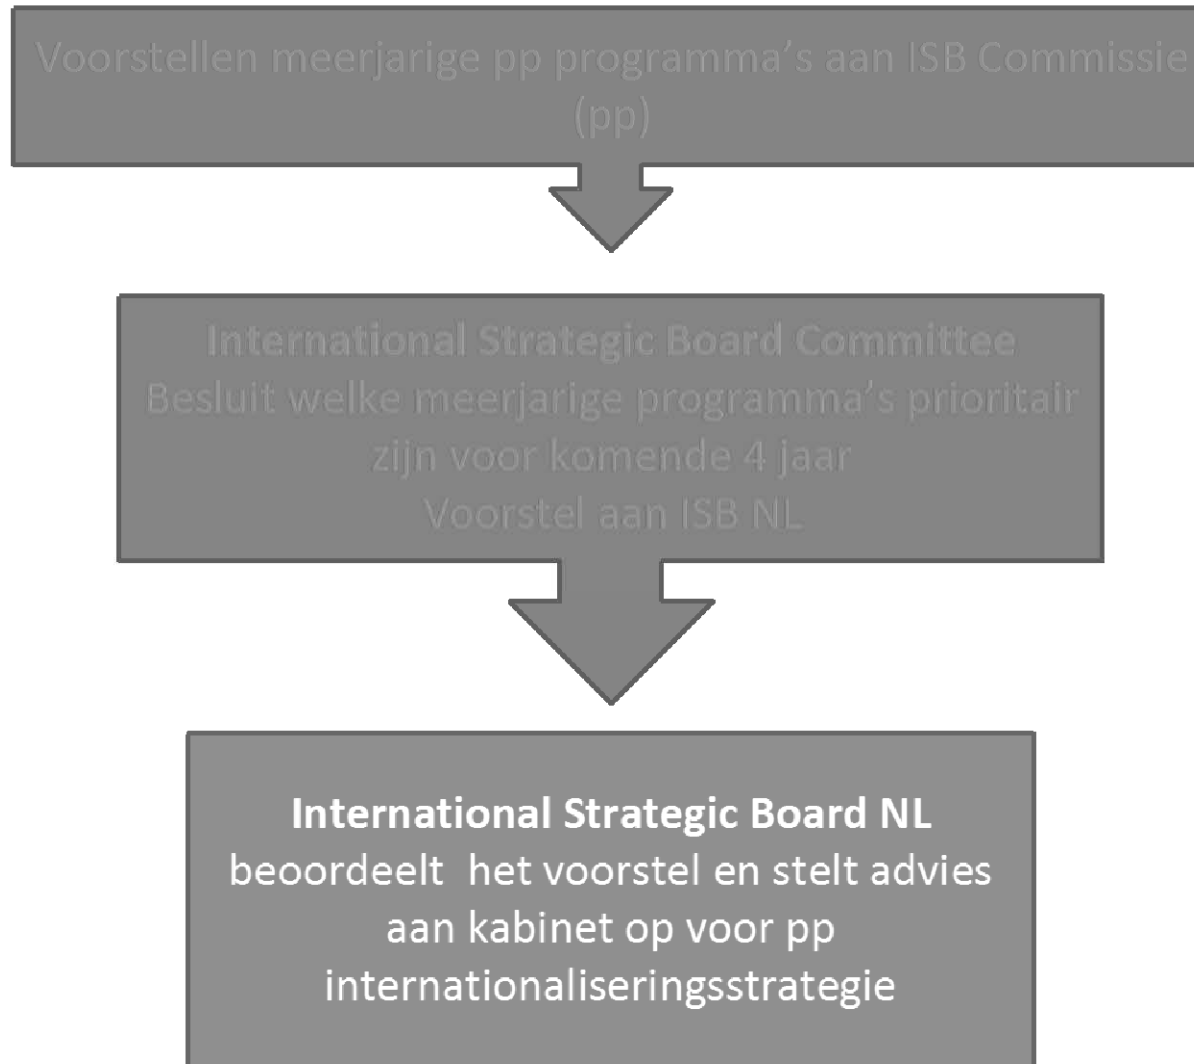 Voorstellen meerjarige pp programma’s aan ISB Commissie
(pp)
International Strategic Board Committee
Besluit welke meerjarige programma’s prioritair
zijn voor komende 4 jaar
Voorstel aan ISB NL
International Strategic Board NL
beoordeelt het voorstel en stelt advies
aan kabinet op voor pp
internationaliseringsstrategie